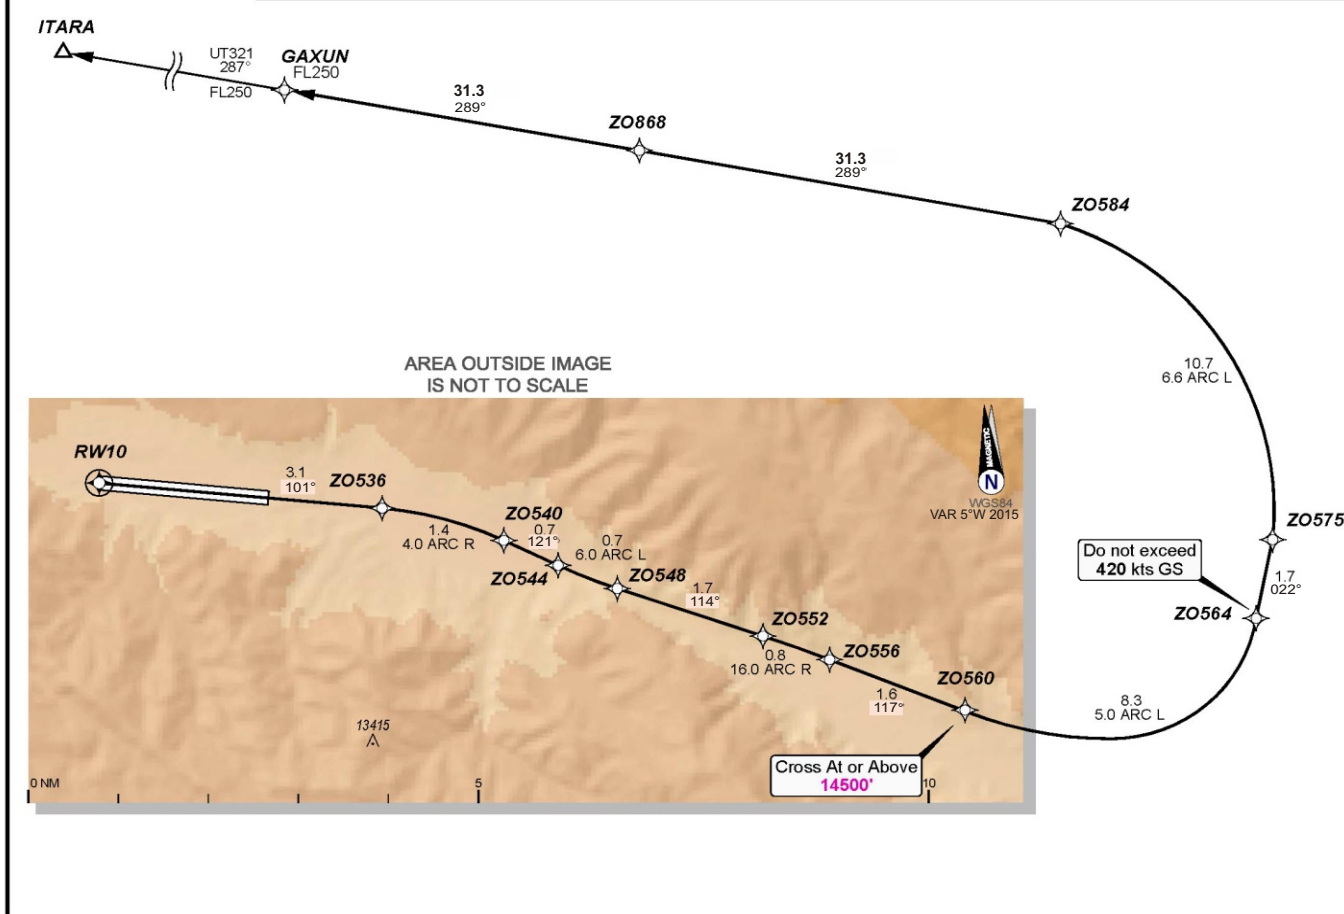 ITARA
UT321
287°
FL250
GAXUN
FL250
31.3
289°
ZO868
31.3
289°
ZO584
10.7
6.6 ARC L
AREA OUTSIDE IMAGE
IS NOT TO SCALE
RW10
3.1
101°
ZO536
1.4
4.0 ARC R
ZO540
0.7
121°
ZO544
0.7
6.0 ARC L
ZO548
1.7
114°
ZO552
0.8
16.0 ARC R
ZO556
1.6
117°
ZO560
MAGNETIC
N
WGS84
VAR 5°W 2015
ZO575
Do not exceed
420 kts GS
1.7
022°
ZO564
8.3
5.0 ARC L
13415
Cross At or Above
14500'
0 NM
5
10